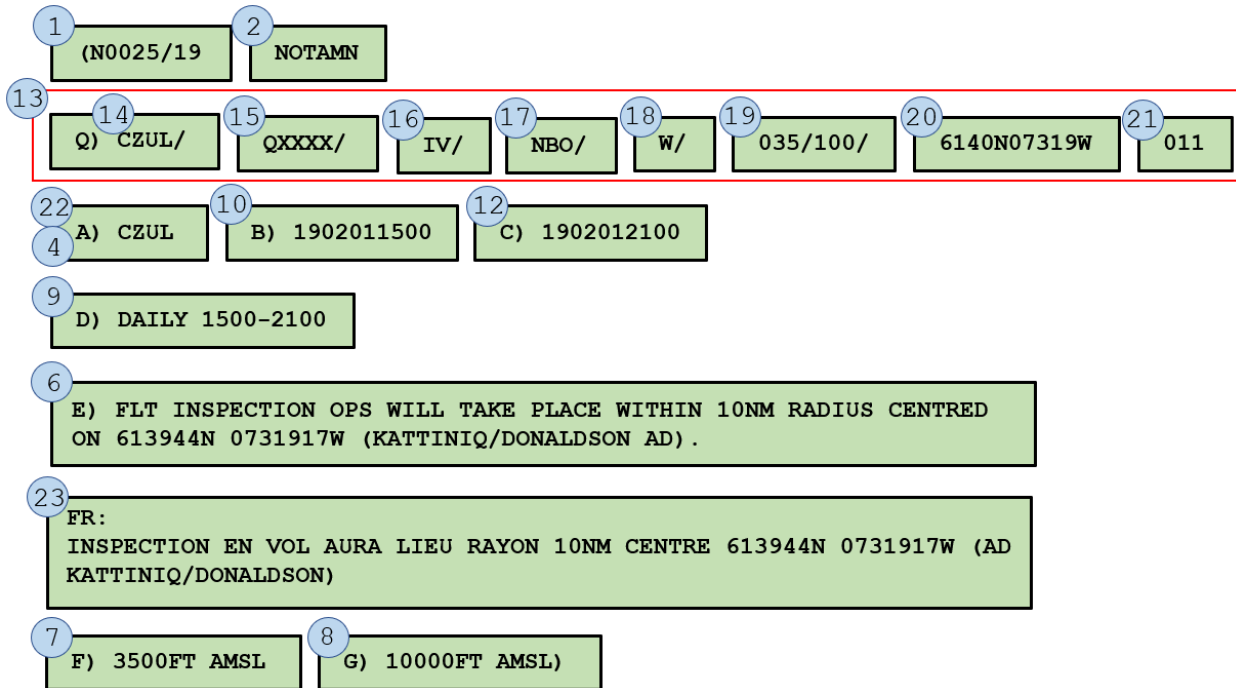 1 2
(N0025/19 NOTAMN
13 14 15 16 17 18 19 20 21
Q) CZUL/ QXXXX/ IV/ NBO/ W/ 035/100/ 6140N07319W 011
22 10 12
4 A) CZUL B) 1902011500 C) 1902012100
9
D) DAILY 1500-2100
6
E) FLT INSPECTION OPS WILL TAKE PLACE WITHIN 10NM RADIUS CENTRED
ON 613944N 0731917W (KATTINIQ/DONALDSON AD).
23
FR:
INSPECTION EN VOL AURA LIEU RAYON 10NM CENTRE 613944N 0731917W (AD
KATTINIQ/DONALDSON)
7 8
F) 3500FT AMSL G) 10000FT AMSL)